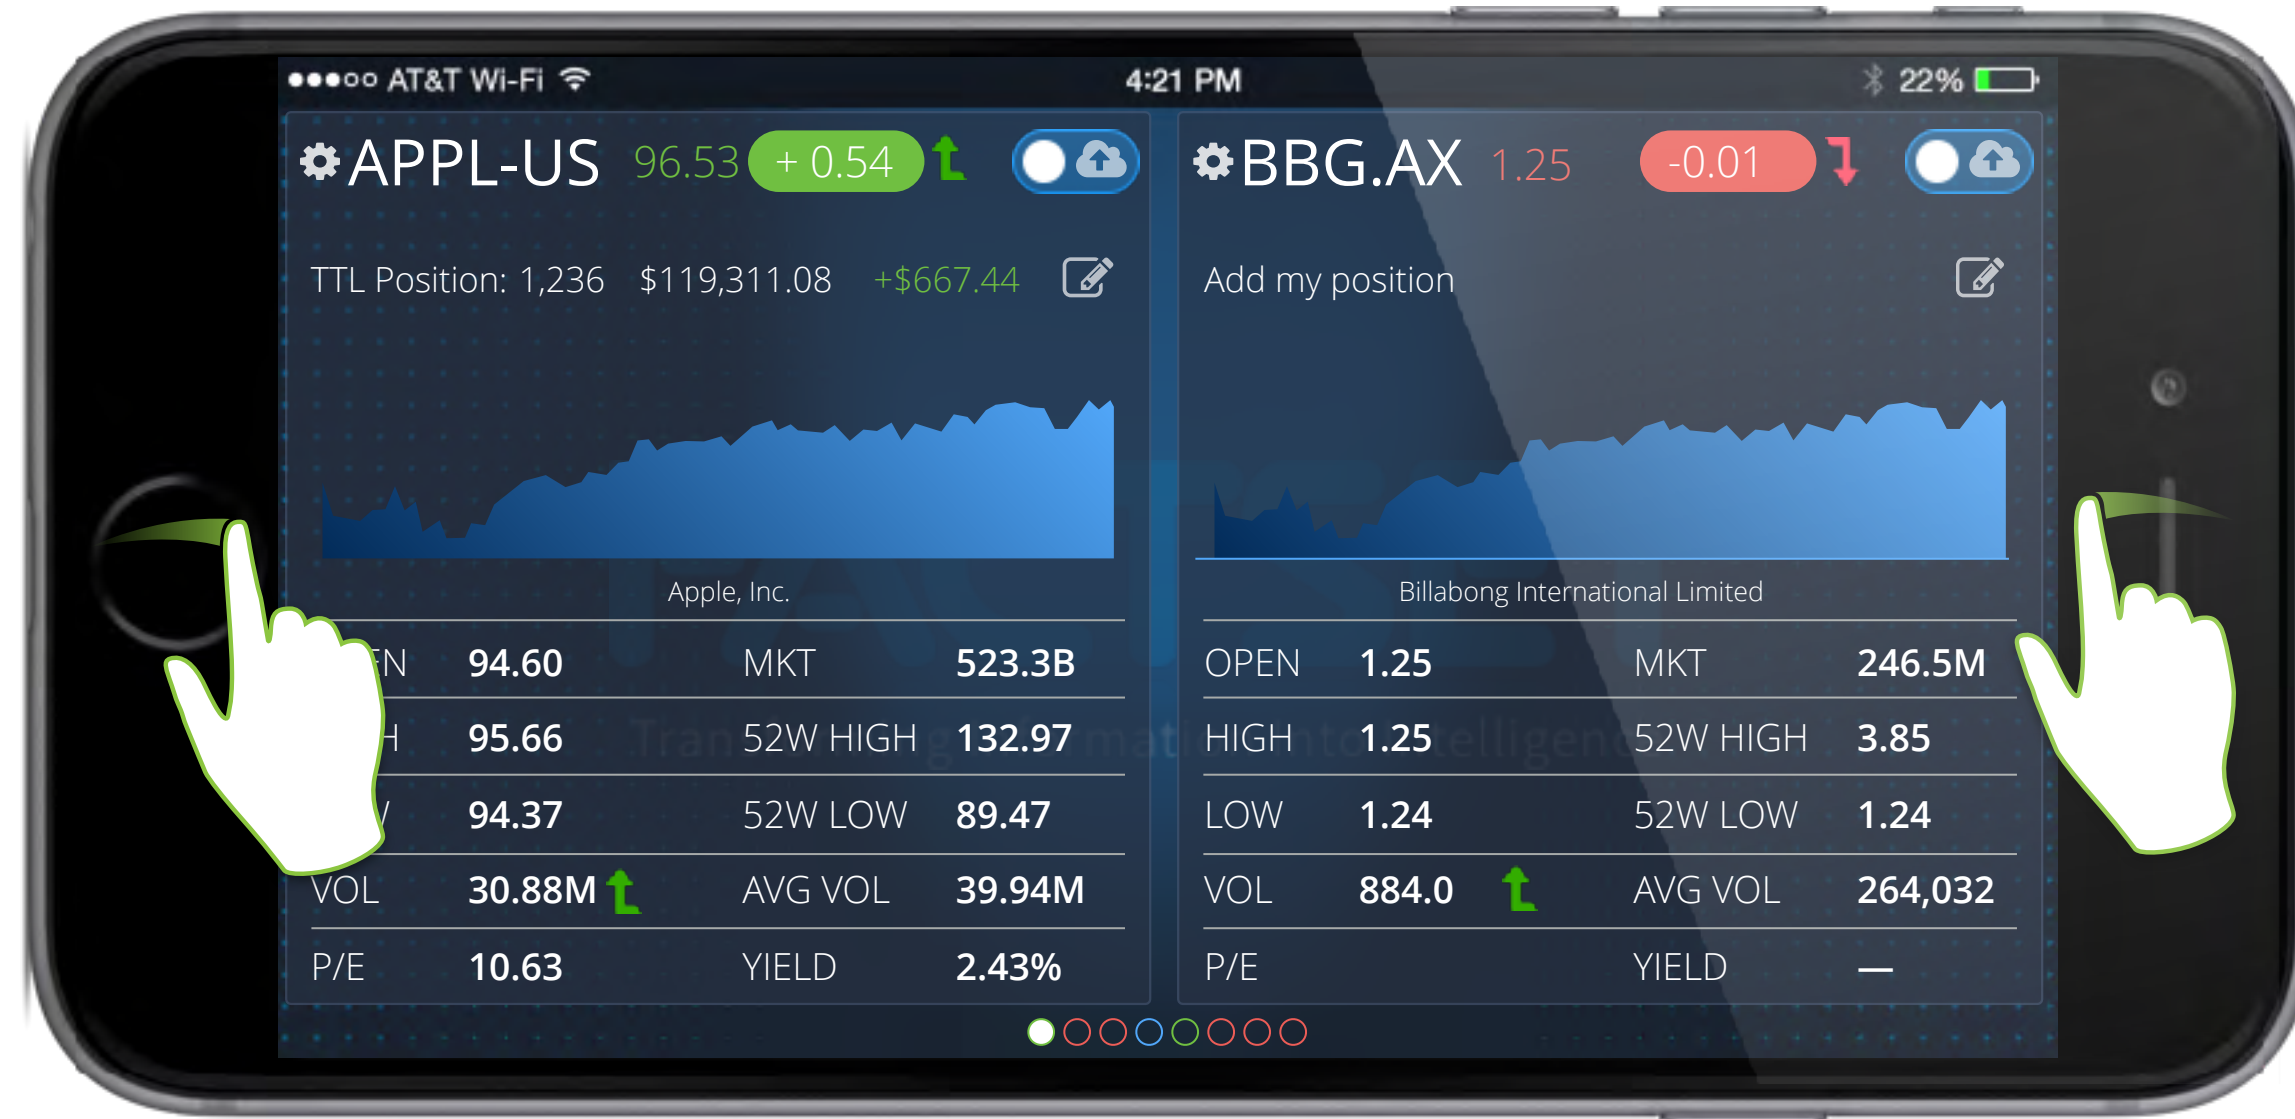 AT&T Wi-Fi 4:21 PM 22%
APPL-US 96.53 + 0.54
TTL Position: 1,236 $119,311.08 +$667.44
Apple, Inc.
94.60 MKT 523.3B
95.66 52W HIGH 132.97
94.37 52W LOW 89.47
VOL 30.88M AVG VOL 39.94M
P/E 10.63 YIELD 2.43%
BBG.AX 1.25 -0.01
Add my position
Billabong International Limited
OPEN 1.25 MKT 246.5M
HIGH 1.25 52W HIGH 3.85
LOW 1.24 52W LOW 1.24
VOL 884.0 AVG VOL 264,032
P/E YIELD —